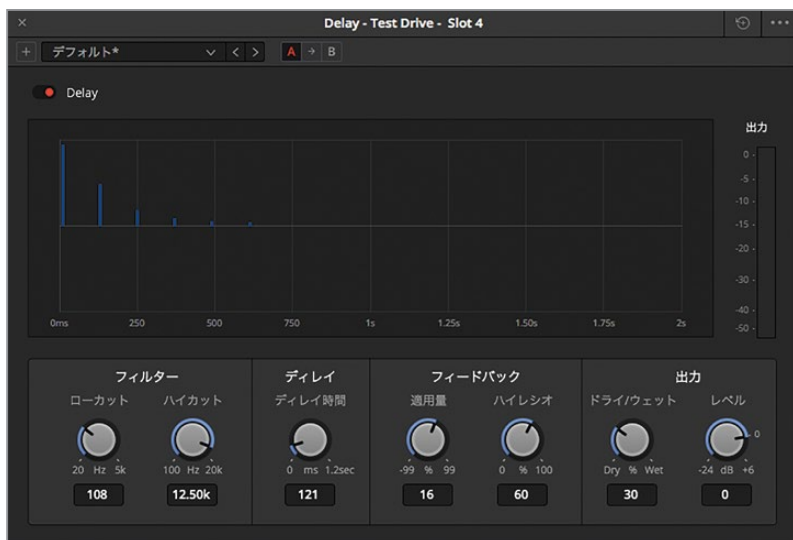 Delay - Test Drive - Slot 4
デフォルト*
A
B
Delay
出力
0
-5
-10
-15
-20
-30
-40
-50
0ms 250 500 750 1s 1.25s 1.50s 1.75s 2s
フィルター
ローカット ハイカット
20 Hz 5k 100 Hz 20k
108 12.50k
ディレイ
ディレイ時間
0 ms 1.2sec
121
フィードバック
適用量 ハイレシオ
-99 % 99 0 % 100
16 60
出力
ドライ/ウェット レベル
0
Dry % Wet -24 dB +6
30 0